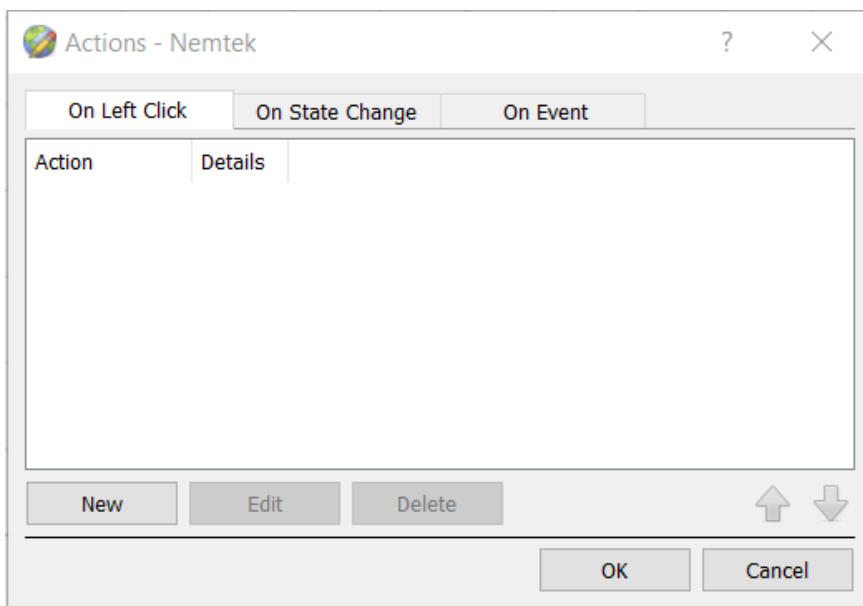 Actions - Nemtek ?
On Left Click On State Change On Event
Action Details
New Edit Delete
OK Cancel